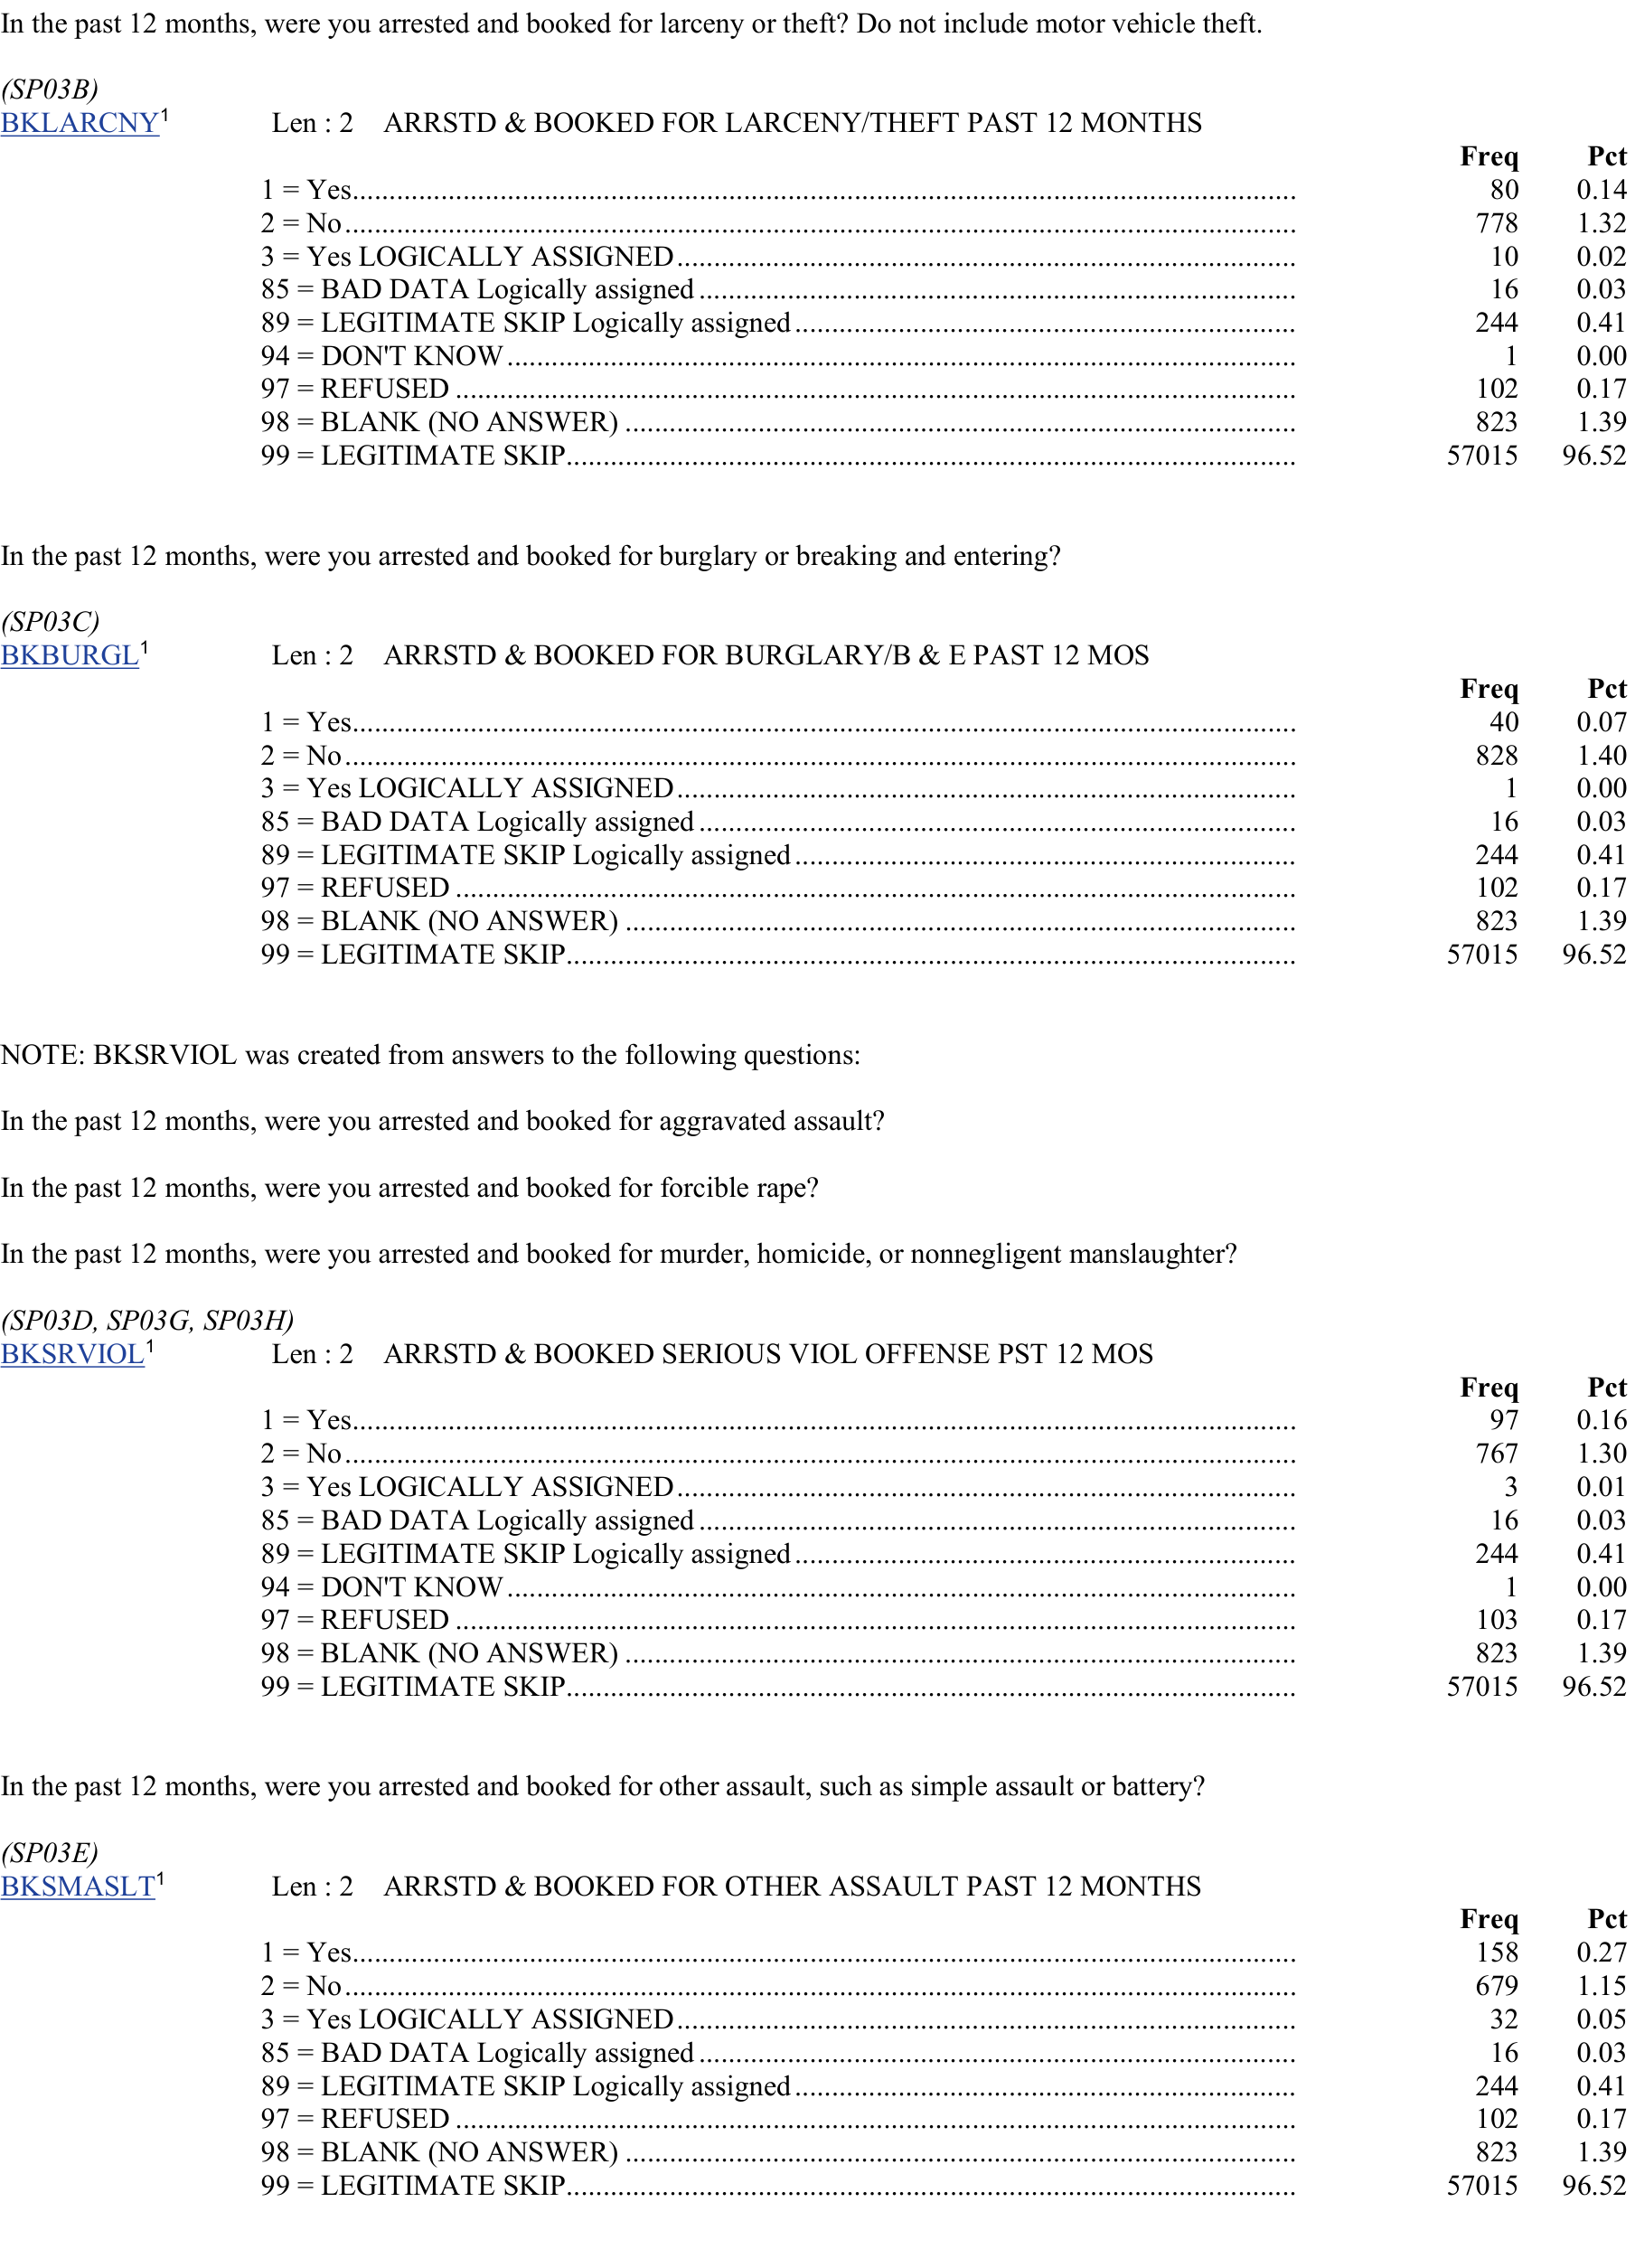 In the past 12 months, were you arrested and booked for larceny or theft? Do not include motor vehicle theft.
(SP03B)
BKLARCNY1 Len : 2 ARRSTD & BOOKED FOR LARCENY/THEFT PAST 12 MONTHS
Freq Pct
1 = Yes........ 80 0.14
2 = No........ 778 1.32
3 = Yes LOGICALLY ASSIGNED........ 10 0.02
85 = BAD DATA Logically assigned........ 16 0.03
89 = LEGITIMATE SKIP Logically assigned........ 244 0.41
94 = DON'T KNOW........ 1 0.00
97 = REFUSED........ 102 0.17
98 = BLANK (NO ANSWER)........ 823 1.39
99 = LEGITIMATE SKIP........ 57015 96.52
In the past 12 months, were you arrested and booked for burglary or breaking and entering?
(SP03C)
BKBURGL1 Len : 2 ARRSTD & BOOKED FOR BURGLARY/B & E PAST 12 MOS
Freq Pct
1 = Yes........ 40 0.07
2 = No........ 828 1.40
3 = Yes LOGICALLY ASSIGNED........ 1 0.00
85 = BAD DATA Logically assigned........ 16 0.03
89 = LEGITIMATE SKIP Logically assigned........ 244 0.41
97 = REFUSED........ 102 0.17
98 = BLANK (NO ANSWER)........ 823 1.39
99 = LEGITIMATE SKIP........ 57015 96.52
NOTE: BKSRVIOL was created from answers to the following questions:
In the past 12 months, were you arrested and booked for aggravated assault?
In the past 12 months, were you arrested and booked for forcible rape?
In the past 12 months, were you arrested and booked for murder, homicide, or nonnegligent manslaughter?
(SP03D, SP03G, SP03H)
BKSRVIOL1 Len : 2 ARRSTD & BOOKED SERIOUS VIOL OFFENSE PST 12 MOS
Freq Pct
1 = Yes........ 97 0.16
2 = No........ 767 1.30
3 = Yes LOGICALLY ASSIGNED........ 3 0.01
85 = BAD DATA Logically assigned........ 16 0.03
89 = LEGITIMATE SKIP Logically assigned........ 244 0.41
94 = DON'T KNOW........ 1 0.00
97 = REFUSED........ 103 0.17
98 = BLANK (NO ANSWER)........ 823 1.39
99 = LEGITIMATE SKIP........ 57015 96.52
In the past 12 months, were you arrested and booked for other assault, such as simple assault or battery?
(SP03E)
BKSMASLT1 Len : 2 ARRSTD & BOOKED FOR OTHER ASSAULT PAST 12 MONTHS
Freq Pct
1 = Yes........ 158 0.27
2 = No........ 679 1.15
3 = Yes LOGICALLY ASSIGNED........ 32 0.05
85 = BAD DATA Logically assigned........ 16 0.03
89 = LEGITIMATE SKIP Logically assigned........ 244 0.41
97 = REFUSED........ 102 0.17
98 = BLANK (NO ANSWER)........ 823 1.39
99 = LEGITIMATE SKIP........ 57015 96.52